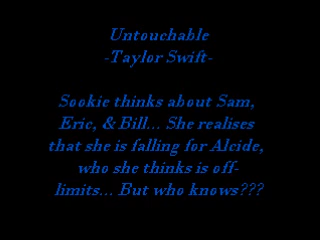 Untouchable
-Taylor Swift-
Sookie thinks about Sam,
Eric, & Bill... She realises
that she is falling for Alcide,
who she thinks is off-
limits... But who knows???